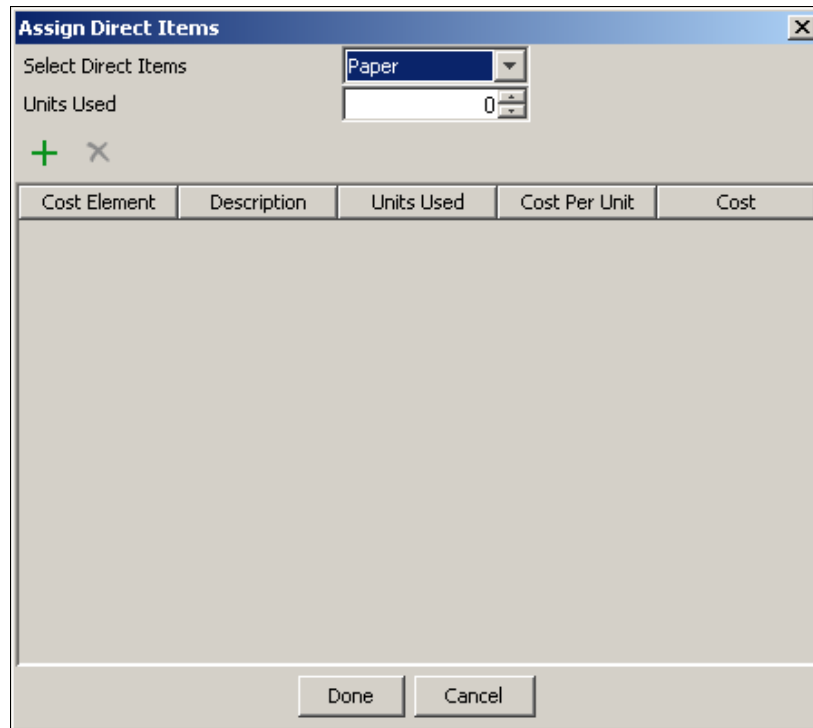 Assign Direct Items
Select Direct Items Paper
Units Used 0
Cost Element Description Units Used Cost Per Unit Cost
Done Cancel